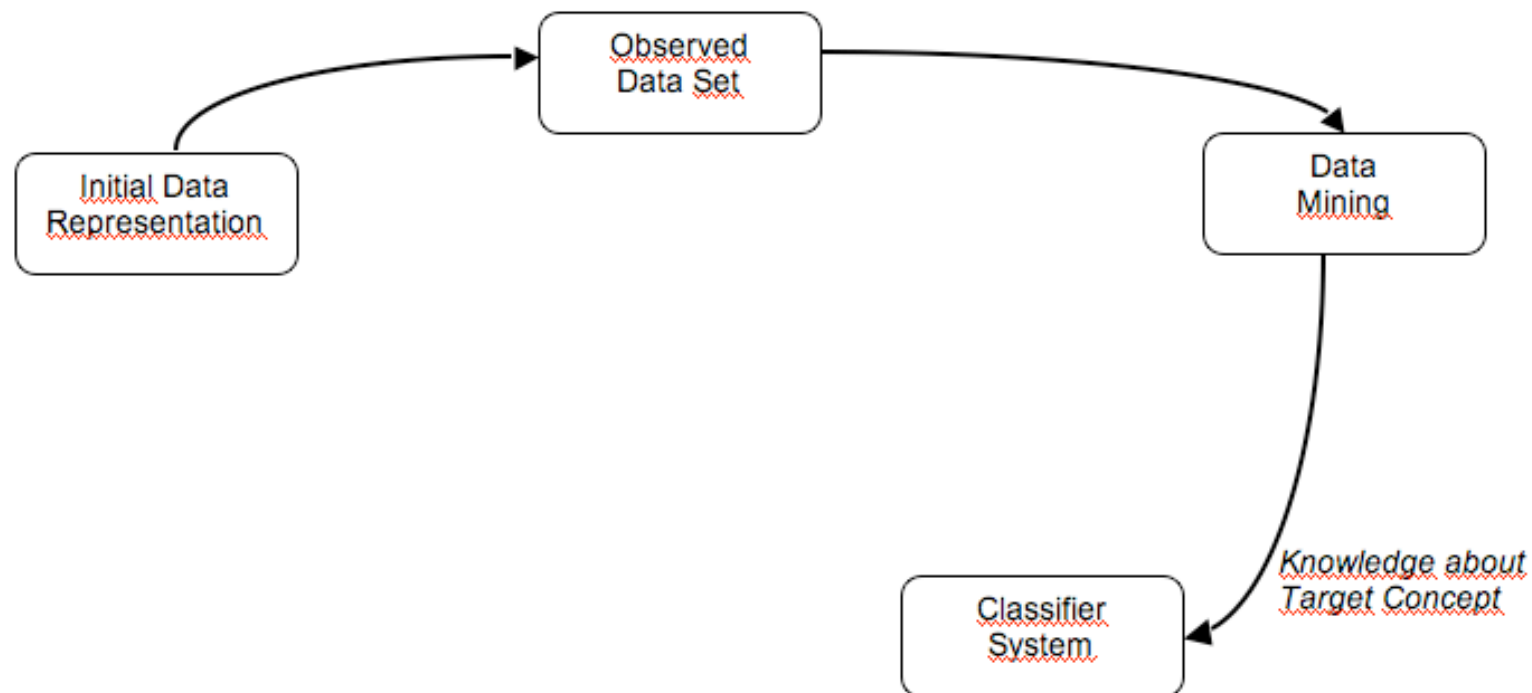 Observed
Data Set
Initial Data
Representation
Data
Mining
Knowledge about
Target Concept
Classifier
System